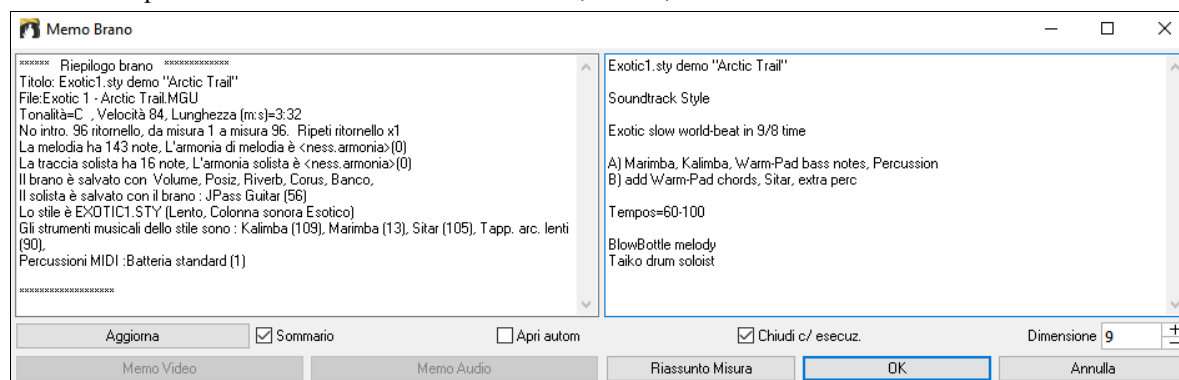 Memo Brano
****** Riepilogo brano *************
Titolo: Exotic1.sty demo "Arctic Trail"
File:Exotic 1 - Arctic Trail.MGU
Tonalità=C , Velocità 84, Lunghezza (m:s)=3:32
No intro. 96 ritornello, da misura 1 a misura 96. Ripeti ritornello x1
La melodia ha 143 note, L'armonia di melodia è <ness.armonia>(0)
La traccia solista ha 16 note, L'armonia solista è <ness.armonia>(0)
Il brano è salvato con Volume, Posiz, Riverb, Corus, Banco,
Il solista è salvato con il brano : JPass Guitar (56)
Lo stile è EXOTIC1.STY (Lento, Colonna sonora Esotico)
Gli strumenti musicali dello stile sono : Kalimba (109), Marimba (13), Sitar (105), Tapp. arc. lenti
(90),
Percussioni MIDI :Batteria standard (1)
*******************
Exotic1.sty demo "Arctic Trail"
Soundtrack Style
Exotic slow world-beat in 9/8 time
A) Marimba, Kalimba, Warm-Pad bass notes, Percussion
B) add Warm-Pad chords, Sitar, extra perc
Tempos=60-100
BlowBottle melody
Taiko drum soloist
Aggiorna
Sommario
Apri autom
Chiudi c/ esecuz.
Dimensione 9
Memo Video
Memo Audio
Riassunto Misura
OK
Annulla